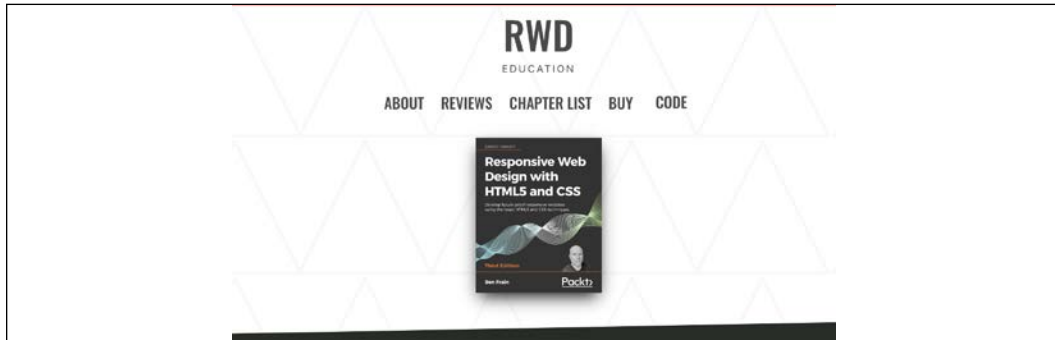 RWD
EDUCATION
ABOUT REVIEWS CHAPTER LIST BUY CODE
Responsive Web
Design with
HTML5 and CSS
Third Edition
Ben Frain
Packt>